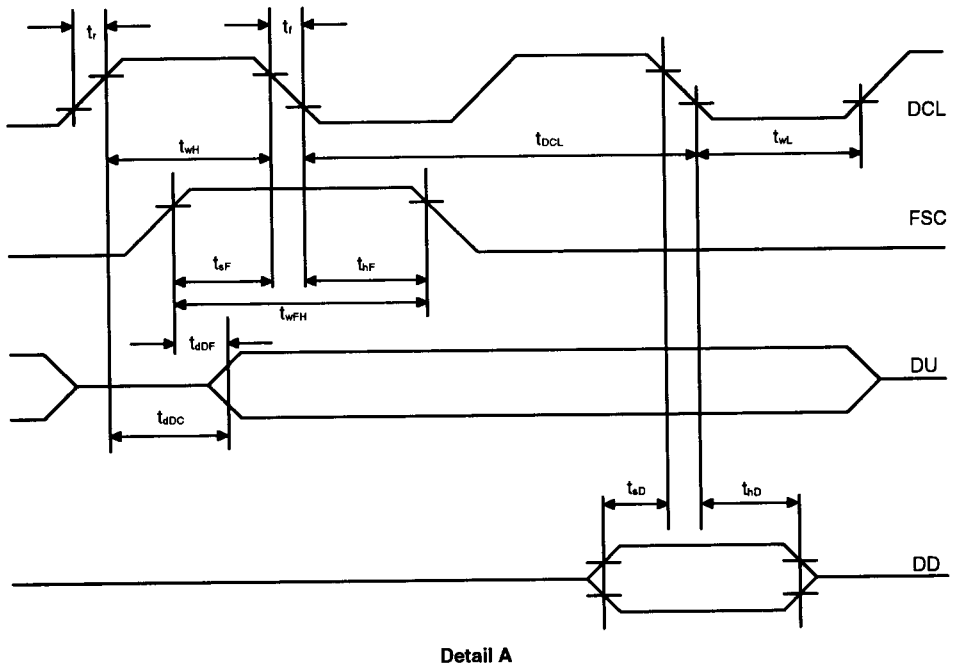 tr
tf
DCL
twH
tDCL
twL
FSC
tsF
thF
twFH
tdDF
DU
tdDC
tsD
thD
DD
Detail A